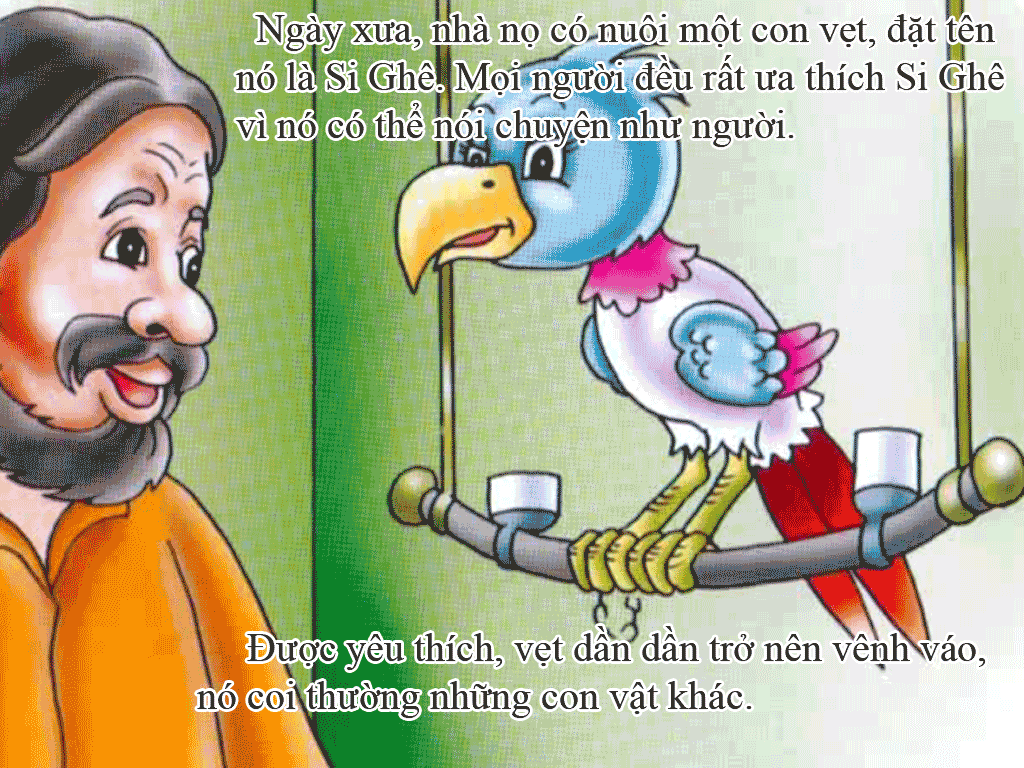 Ngày xưa, nhà nọ có nuôi một con vẹt, đặt tên
nó là Si Ghê. Mọi người đều rất ưa thích Si Ghê
vì nó có thể nói chuyện như người.
Được yêu thích, vẹt dần dần trở nên vênh váo,
nó coi thường những con vật khác.